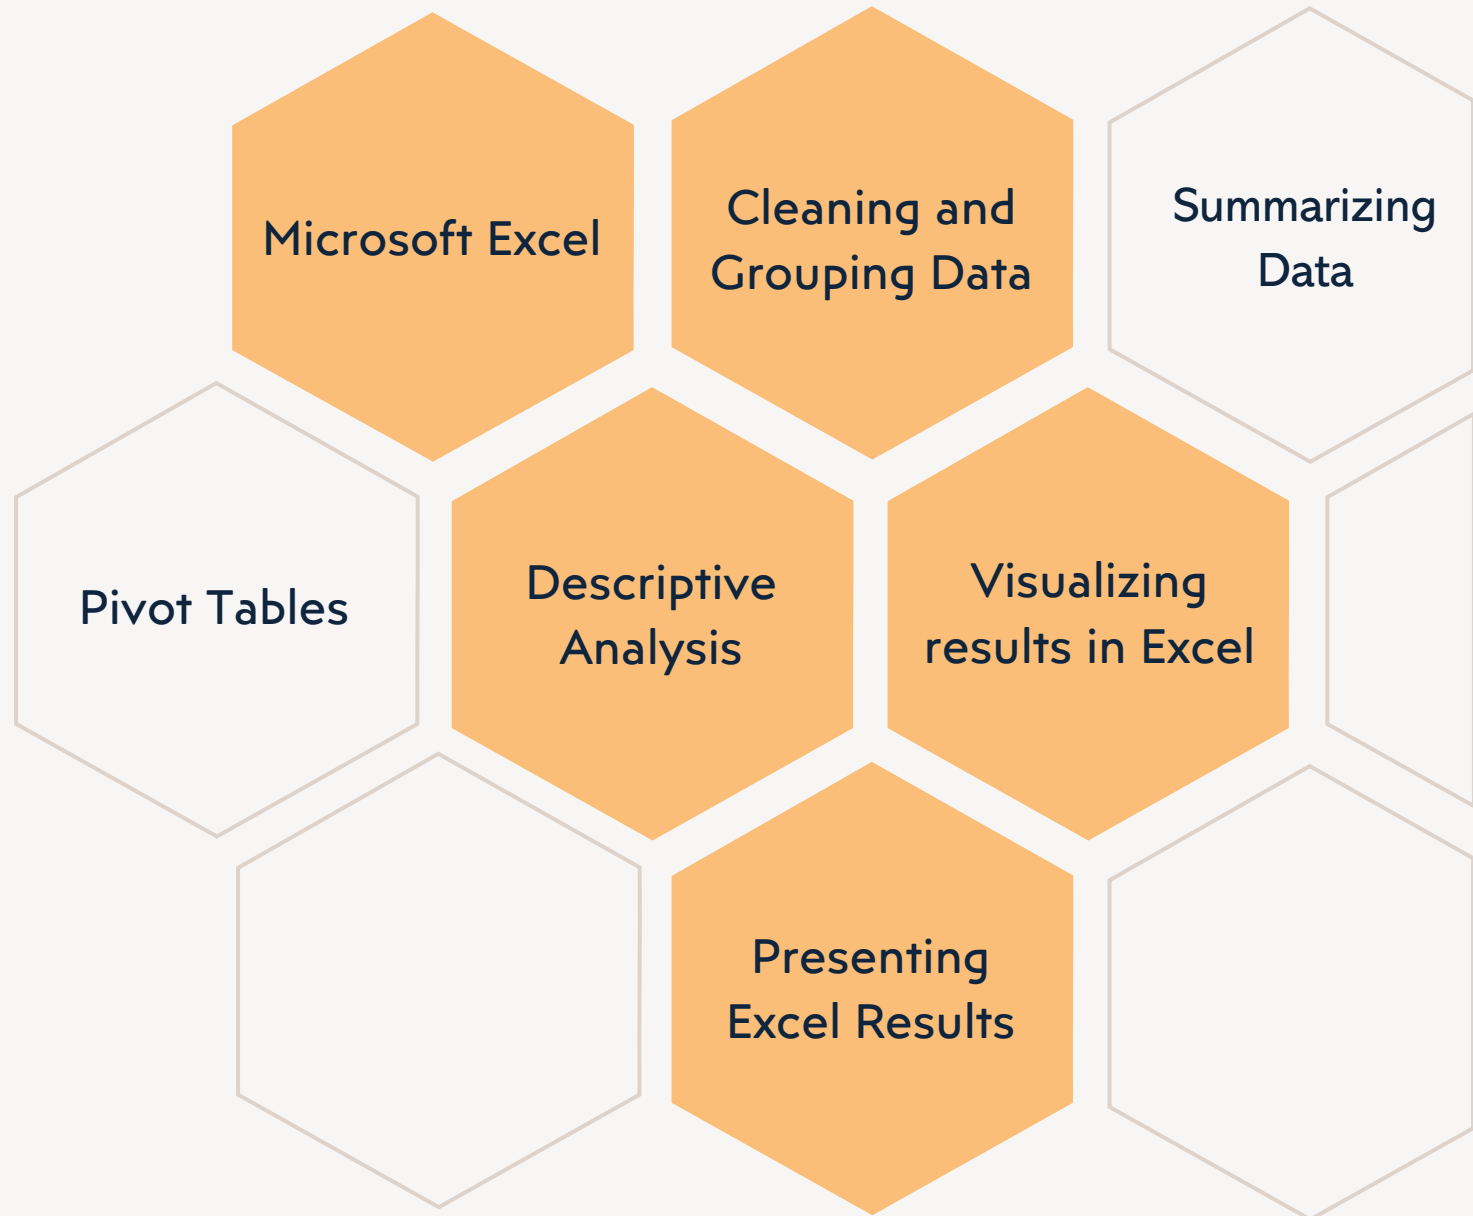 Microsoft Excel
Cleaning and
Grouping Data
Summarizing
Data
Pivot Tables
Descriptive
Analysis
Visualizing
results in Excel
Presenting
Excel Results